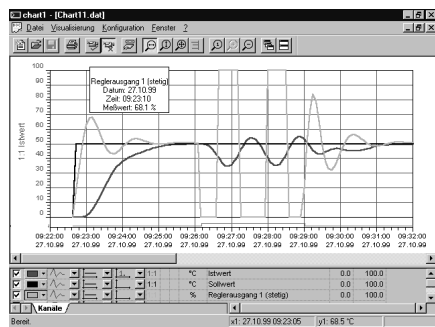 chart1 - [Chart11.dat]
Datei Visualisierung Konfiguration Fenster ?
100
90
80
70
60
50
40
30
20
10
0
1:1 Istwert
Reglerausgang 1 (stetig)
Datum: 27.10.99
Zeit: 09:23:10
Meßwert: 68.1 %
09:22:00 09:23:00 09:24:00 09:25:00 09:26:00 09:27:00 09:28:00 09:29:00 09:30:00 09:31:00 09:32:00
27.10.99 27.10.99 27.10.99 27.10.99 27.10.99 27.10.99 27.10.99 27.10.99 27.10.99 27.10.99 27.10.99
1:1 °C Istwert 0.0 100.0
1:1 °C Sollwert 0.0 100.0
% Reglerausgang 1 (stetig) 0.0 100.0
Kanäle
Bereit. x1: 27.10.99 09:23:05 y1: 68.5 °C